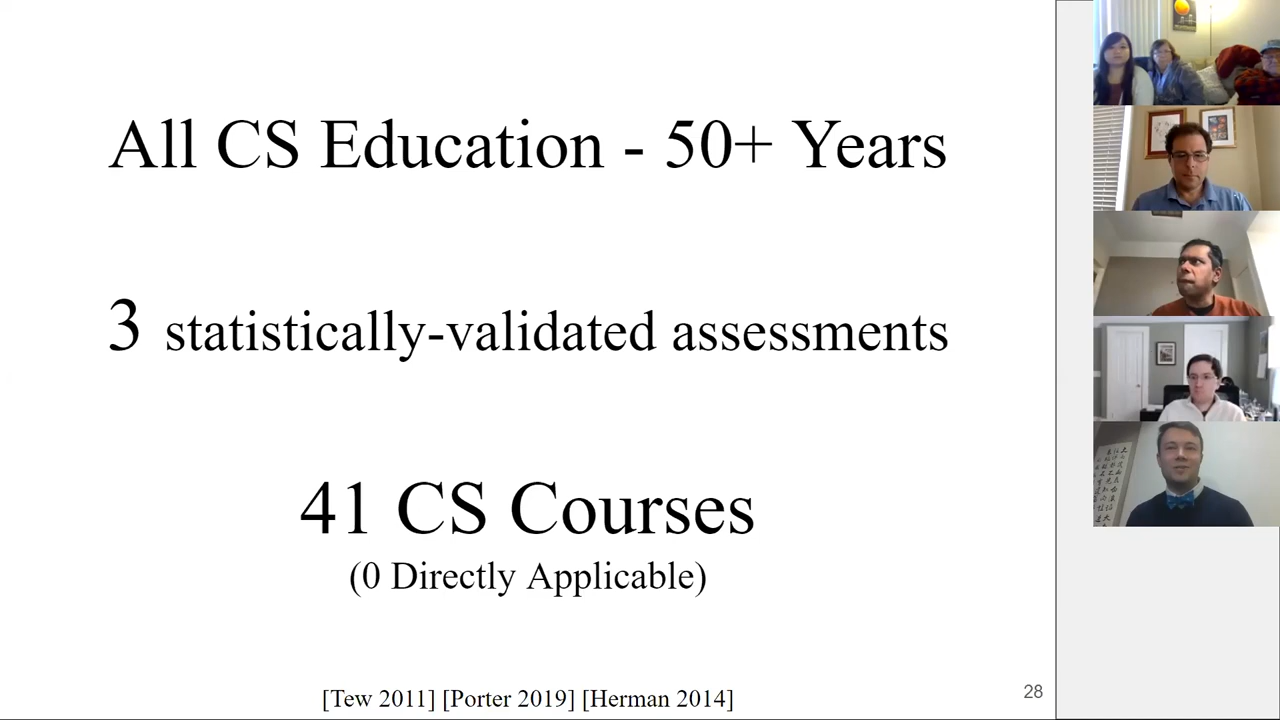 All CS Education - 50+ Years
3 statistically-validated assessments
41 CS Courses
(0 Directly Applicable)
[Tew 2011] [Porter 2019] [Herman 2014]
28